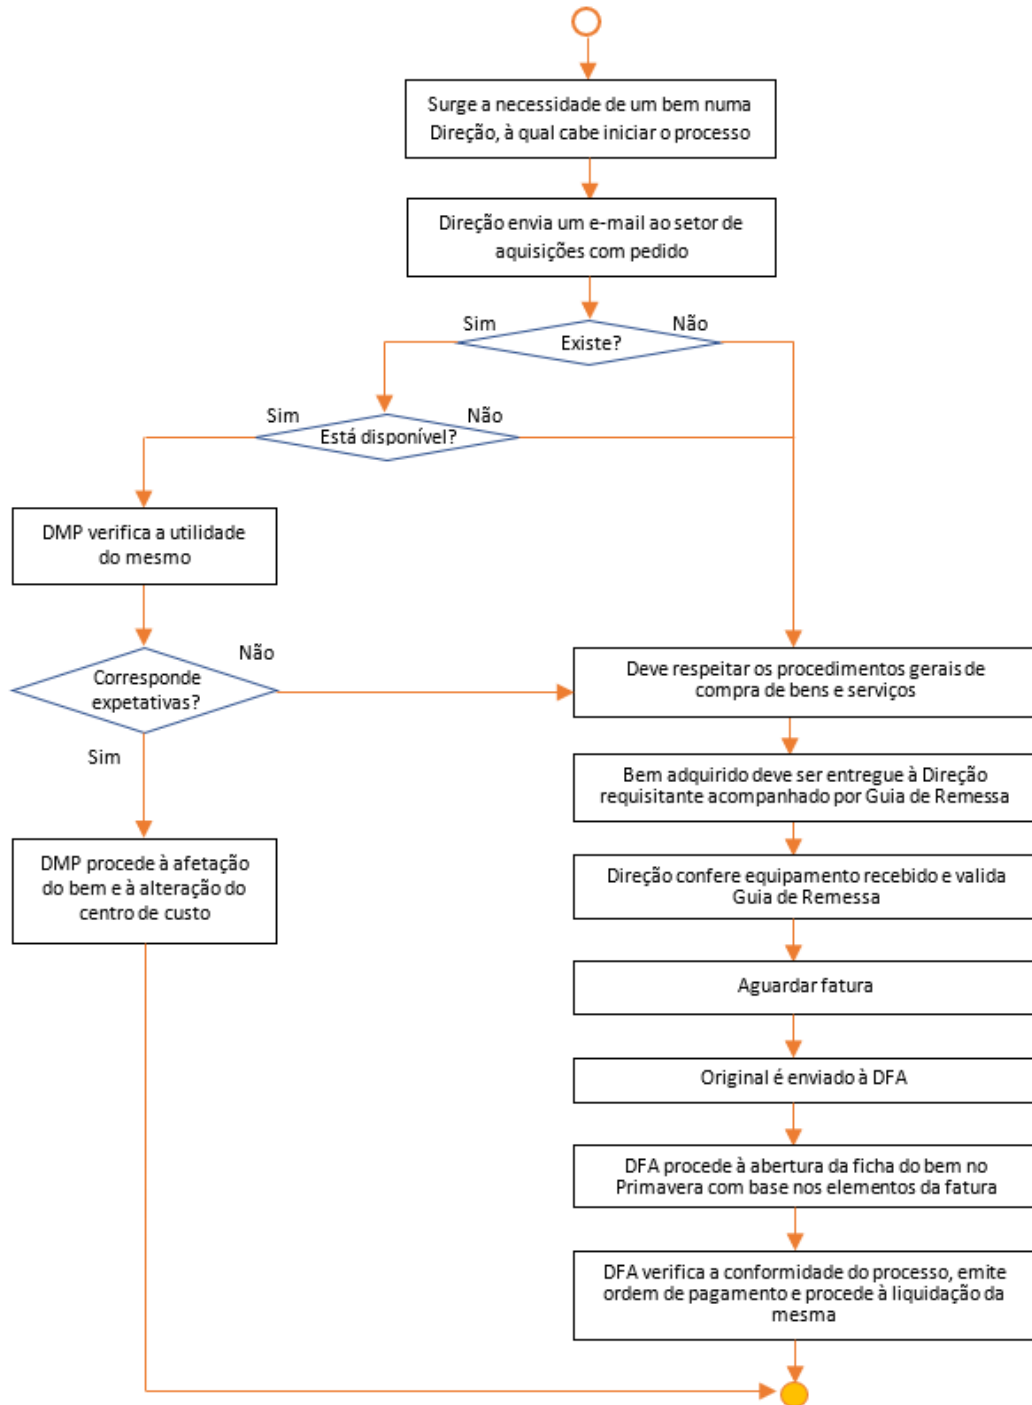 Surge a necessidade de um bem numa
Direção, à qual cabe iniciar o processo
Direção envia um e-mail ao setor de
aquisições com pedido
Sim
Não
Existe?
Sim
Não
Está disponível?
DMP verifica a utilidade
do mesmo
Não
Corresponde
expetativas?
Sim
DMP procede à afetação
do bem e à alteração do
centro de custo
Deve respeitar os procedimentos gerais de
compra de bens e serviços
Bem adquirido deve ser entregue à Direção
requisitante acompanhado por Guia de Remessa
Direção confere equipamento recebido e valida
Guia de Remessa
Aguardar fatura
Original é enviado à DFA
DFA procede à abertura da ficha do bem no
Primavera com base nos elementos da fatura
DFA verifica a conformidade do processo, emite
ordem de pagamento e procede à liquidação da
mesma